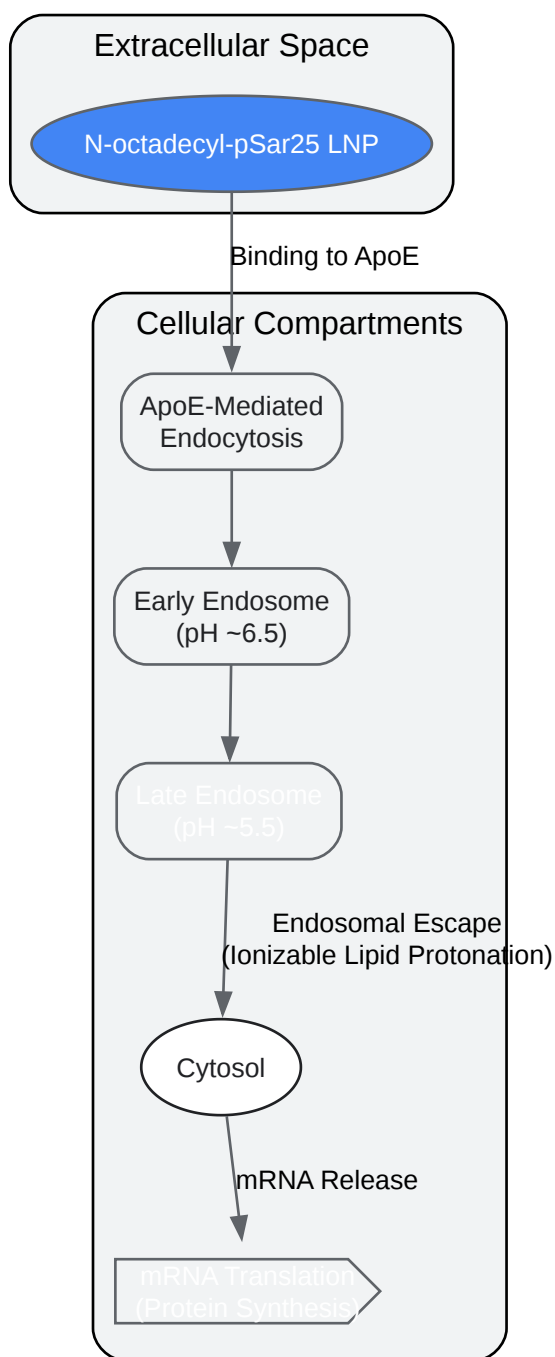 Extracellular Space
N-octadecyl-pSar25 LNP
Binding to ApoE
Cellular Compartments
ApoE-Mediated
Endocytosis
Early Endosome
(pH ~6.5)
Late Endosome
(pH ~5.5)
Endosomal Escape
(Ionizable Lipid Protonation)
Cytosol
mRNA Release
mRNA Translation
(Protein Synthesis)